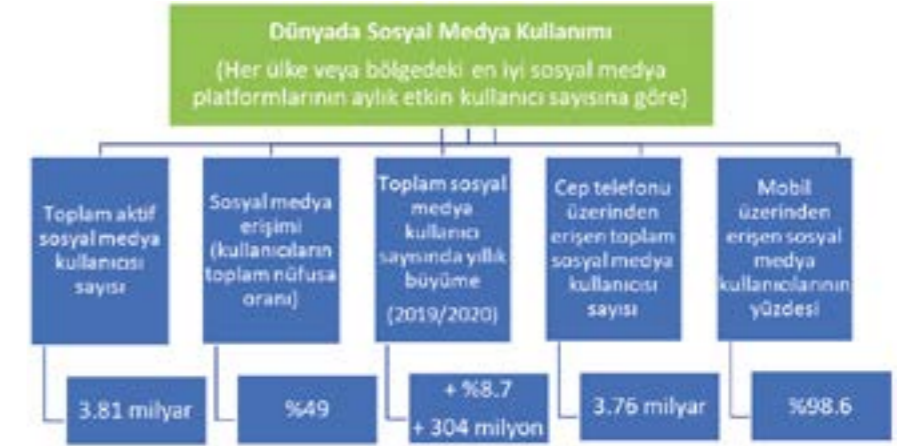 Dünyada Sosyal Medya Kullanımı
(Her ülke veya bölgedeki en iyi sosyal medya
platformlarının aylık etkin kullanıcı sayısına göre)
Toplam aktif
sosyal medya
kullanıcısı
sayısı
3.81 milyar
Sosyal medya
erişimi
(kullanıcıların
toplam nüfusa
oranı)
%49
Toplam sosyal
medya
kullanıcı
sayısında yıllık
büyüme
(2019/2020)
+ %8.7
+ 304 milyon
Cep telefonu
üzerinden
erişen toplam
sosyal medya
kullanıcısı
sayısı
3.76 milyar
Mobil
üzerinden
erişen sosyal
medya
kullanıcılarının
yüzdesi
%98.6